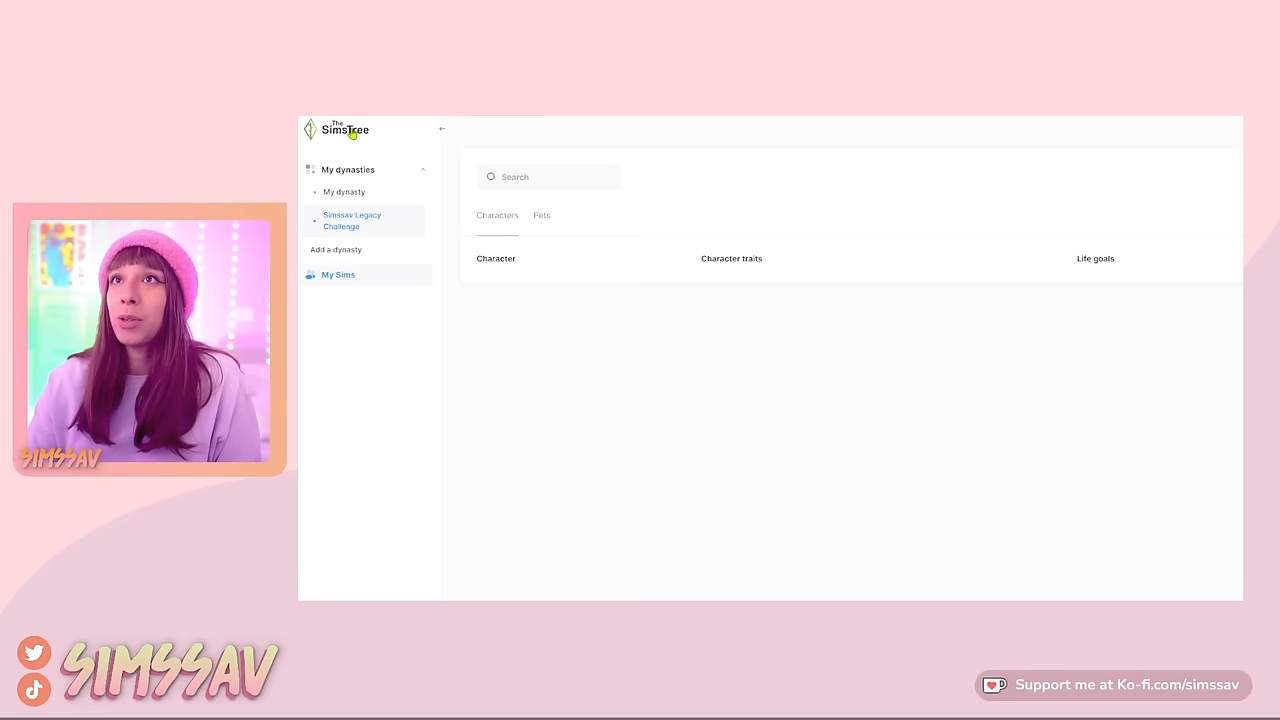 The
SimsTree
My dynasties
My dynasty
Simssav Legacy
Challenge
Add a dynasty
My Sims
Search
Characters Pets
Character Character traits Life goals
SIMSSAV
SIMSSAV
Support me at Ko-fi.com/simssav